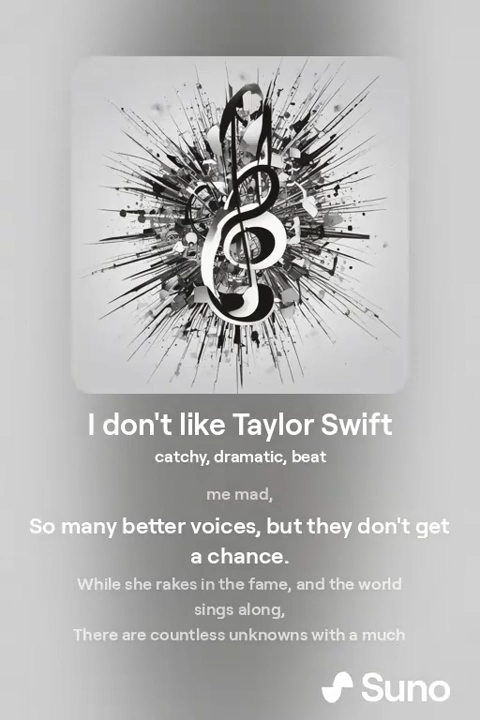 I don't like Taylor Swift
catchy, dramatic, beat
me mad,
So many better voices, but they don't get
a chance.
While she rakes in the fame, and the world
sings along,
There are countless unknowns with a much
Suno